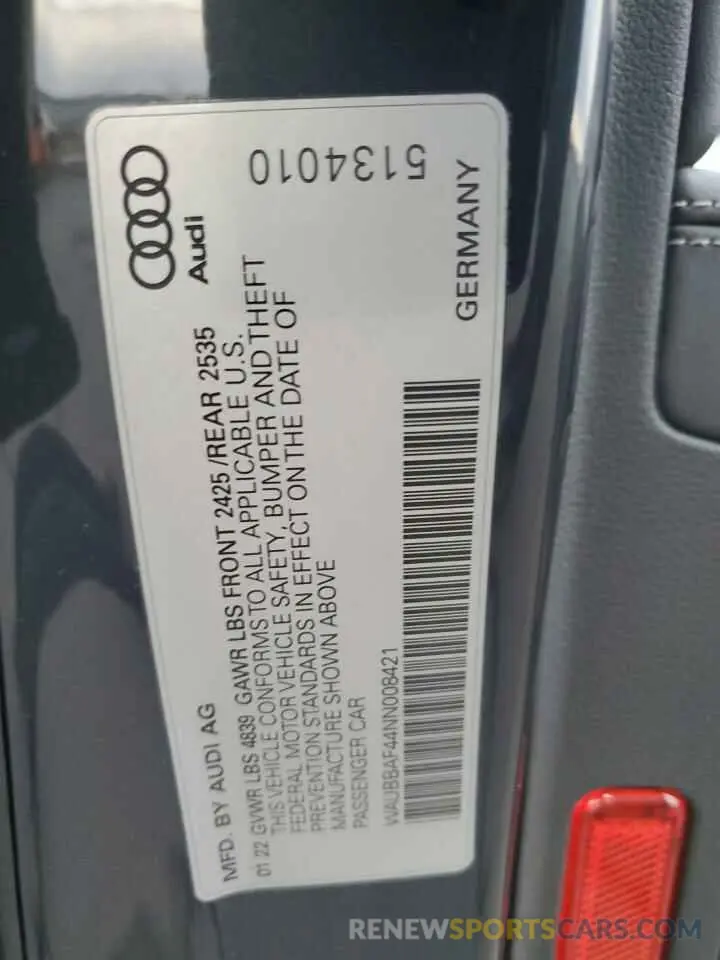 Audi
5134010
MFD. BY AUDI AG
01 22 GVWR LBS 4839 GAWR LBS FRONT 2425 /REAR 2535
THIS VEHICLE CONFORMS TO ALL APPLICABLE U.S.
FEDERAL MOTOR VEHICLE SAFETY, BUMPER AND THEFT
PREVENTION STANDARDS IN EFFECT ON THE DATE OF
MANUFACTURE SHOWN ABOVE
PASSENGER CAR
WAUBBAF44NN008421
GERMANY
RENEWSPORTSCARS.COM